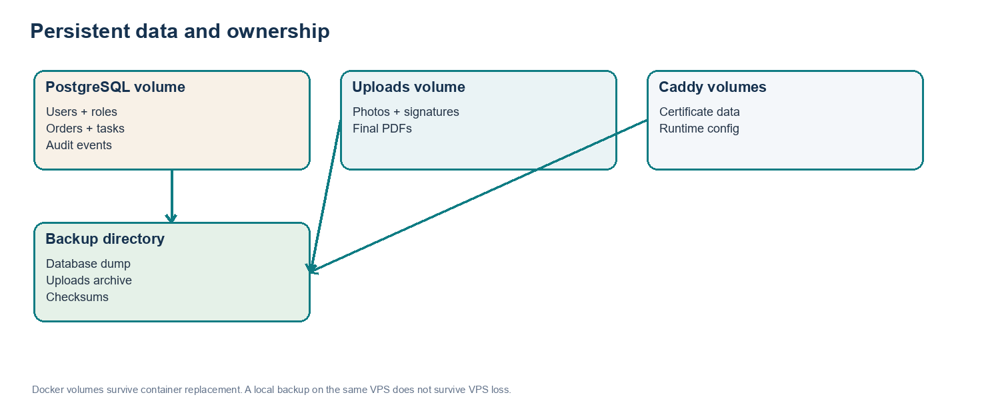 Persistent data and ownership
PostgreSQL volume
Users + roles
Orders + tasks
Audit events
Uploads volume
Photos + signatures
Final PDFs
Caddy volumes
Certificate data
Runtime config
Backup directory
Database dump
Uploads archive
Checksums
Docker volumes survive container replacement. A local backup on the same VPS does not survive VPS loss.